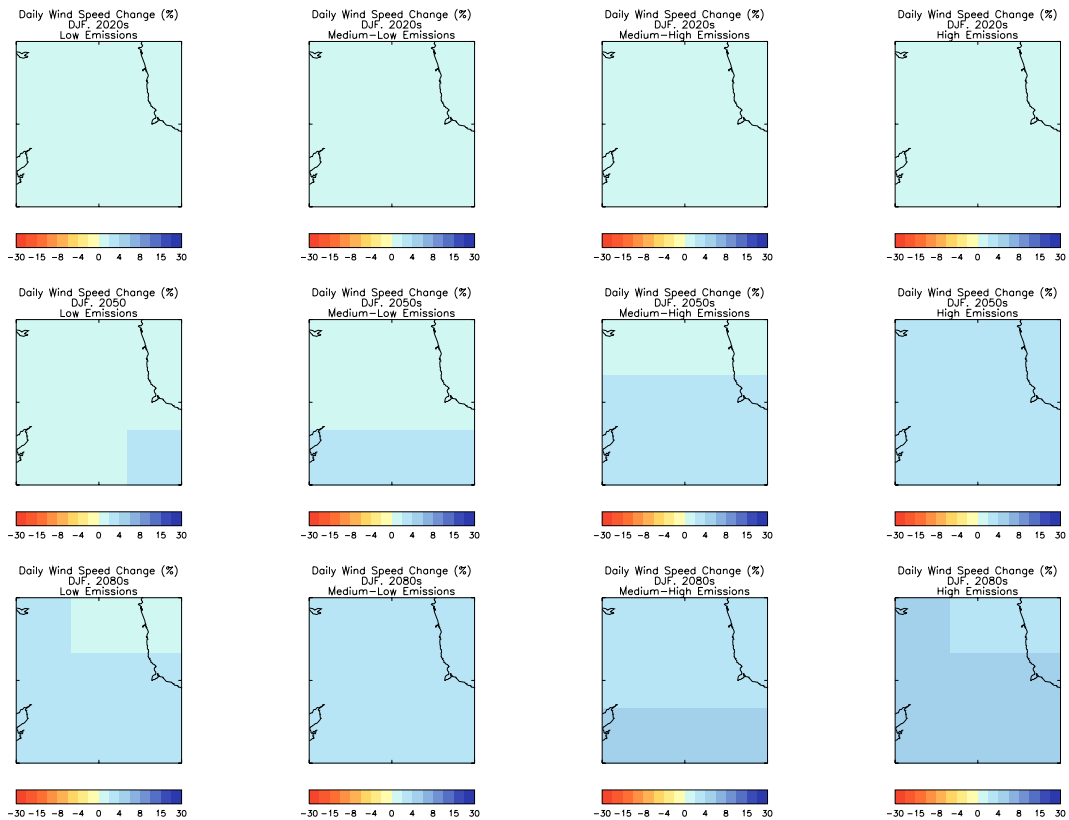 Daily Wind Speed Change (%)
DJF. 2020s
Low Emissions
-30 -15 -8 -4 0 4 8 15 30
Daily Wind Speed Change (%)
DJF. 2020s
Medium-Low Emissions
-30 -15 -8 -4 0 4 8 15 30
Daily Wind Speed Change (%)
DJF. 2020s
Medium-High Emissions
-30 -15 -8 -4 0 4 8 15 30
Daily Wind Speed Change (%)
DJF. 2020s
High Emissions
-30 -15 -8 -4 0 4 8 15 30
Daily Wind Speed Change (%)
DJF. 2050
Low Emissions
-30 -15 -8 -4 0 4 8 15 30
Daily Wind Speed Change (%)
DJF. 2050s
Medium-Low Emissions
-30 -15 -8 -4 0 4 8 15 30
Daily Wind Speed Change (%)
DJF. 2050s
Medium-High Emissions
-30 -15 -8 -4 0 4 8 15 30
Daily Wind Speed Change (%)
DJF. 2050s
High Emissions
-30 -15 -8 -4 0 4 8 15 30
Daily Wind Speed Change (%)
DJF. 2080s
Low Emissions
-30 -15 -8 -4 0 4 8 15 30
Daily Wind Speed Change (%)
DJF. 2080s
Medium-Low Emissions
-30 -15 -8 -4 0 4 8 15 30
Daily Wind Speed Change (%)
DJF. 2080s
Medium-High Emissions
-30 -15 -8 -4 0 4 8 15 30
Daily Wind Speed Change (%)
DJF. 2080s
High Emissions
-30 -15 -8 -4 0 4 8 15 30